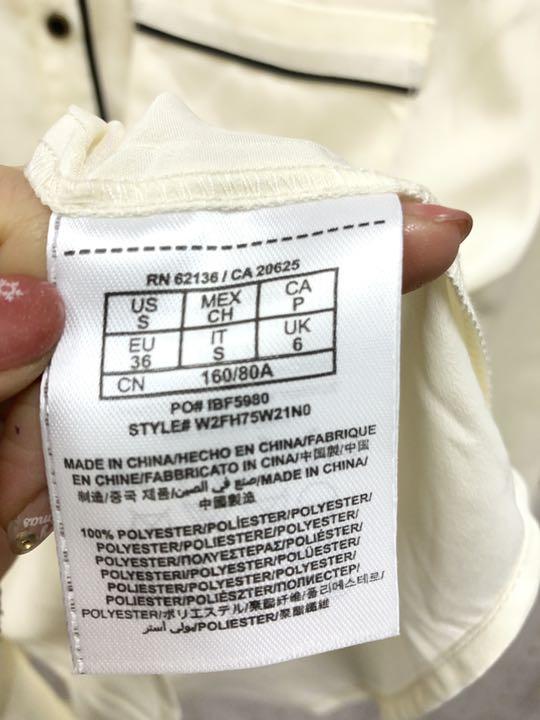 RN 62136 / CA 20625
US S MEX CH CA P
EU 36 IT S UK 6
CN 160/80A
PO# IBF5980
STYLE# W2FH75W21N0
MADE IN CHINA/HECHO EN CHINA/FABRIQUE
EN CHINE/FABBRICATO IN CINA/中国製/中国
制造/중국 제품/صنع في الصين/MADE IN CHINA/
中國製造
100% POLYESTER/POLIÉSTER/POLYESTER/
POLYESTER/POLIESTERE/POLYESTER/
POLYESTER/ΠΟΛΥΕΣΤΕΡΑΣ/POLIÉSTER/
POLYESTER/POLYESTER/POLÜESTER/
POLYESTER/POLIESTER/POLYESTER/
POLIESTER/POLIÉSZTER/ПОЛИЕСТЕР/
POLYESTER/ポリエステル/聚酯纤维/폴리에스테르/
بولي أستر/POLIESTER/聚酯纖維